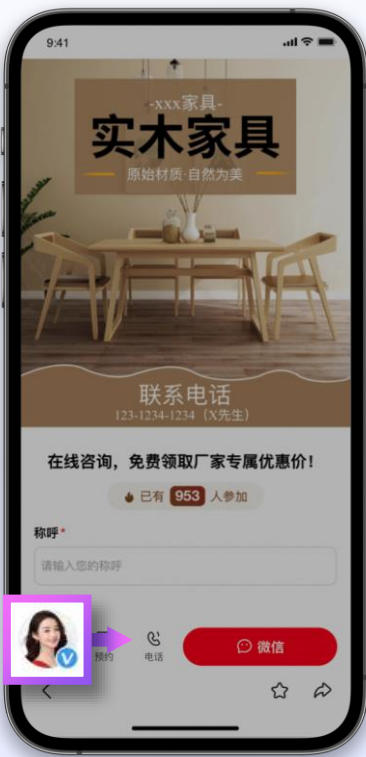 9:41
-xxx家具-
实木家具
原始材质·自然为美
联系电话
123-1234-1234（X先生）
在线咨询，免费领取厂家专属优惠价！
已有 953 人参加
称呼*
请输入您的称呼
V
预约
电话
微信